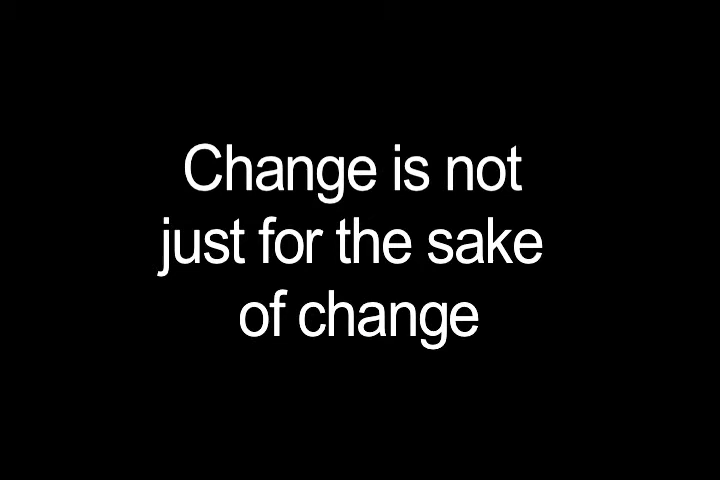 Change is not
just for the sake
of change